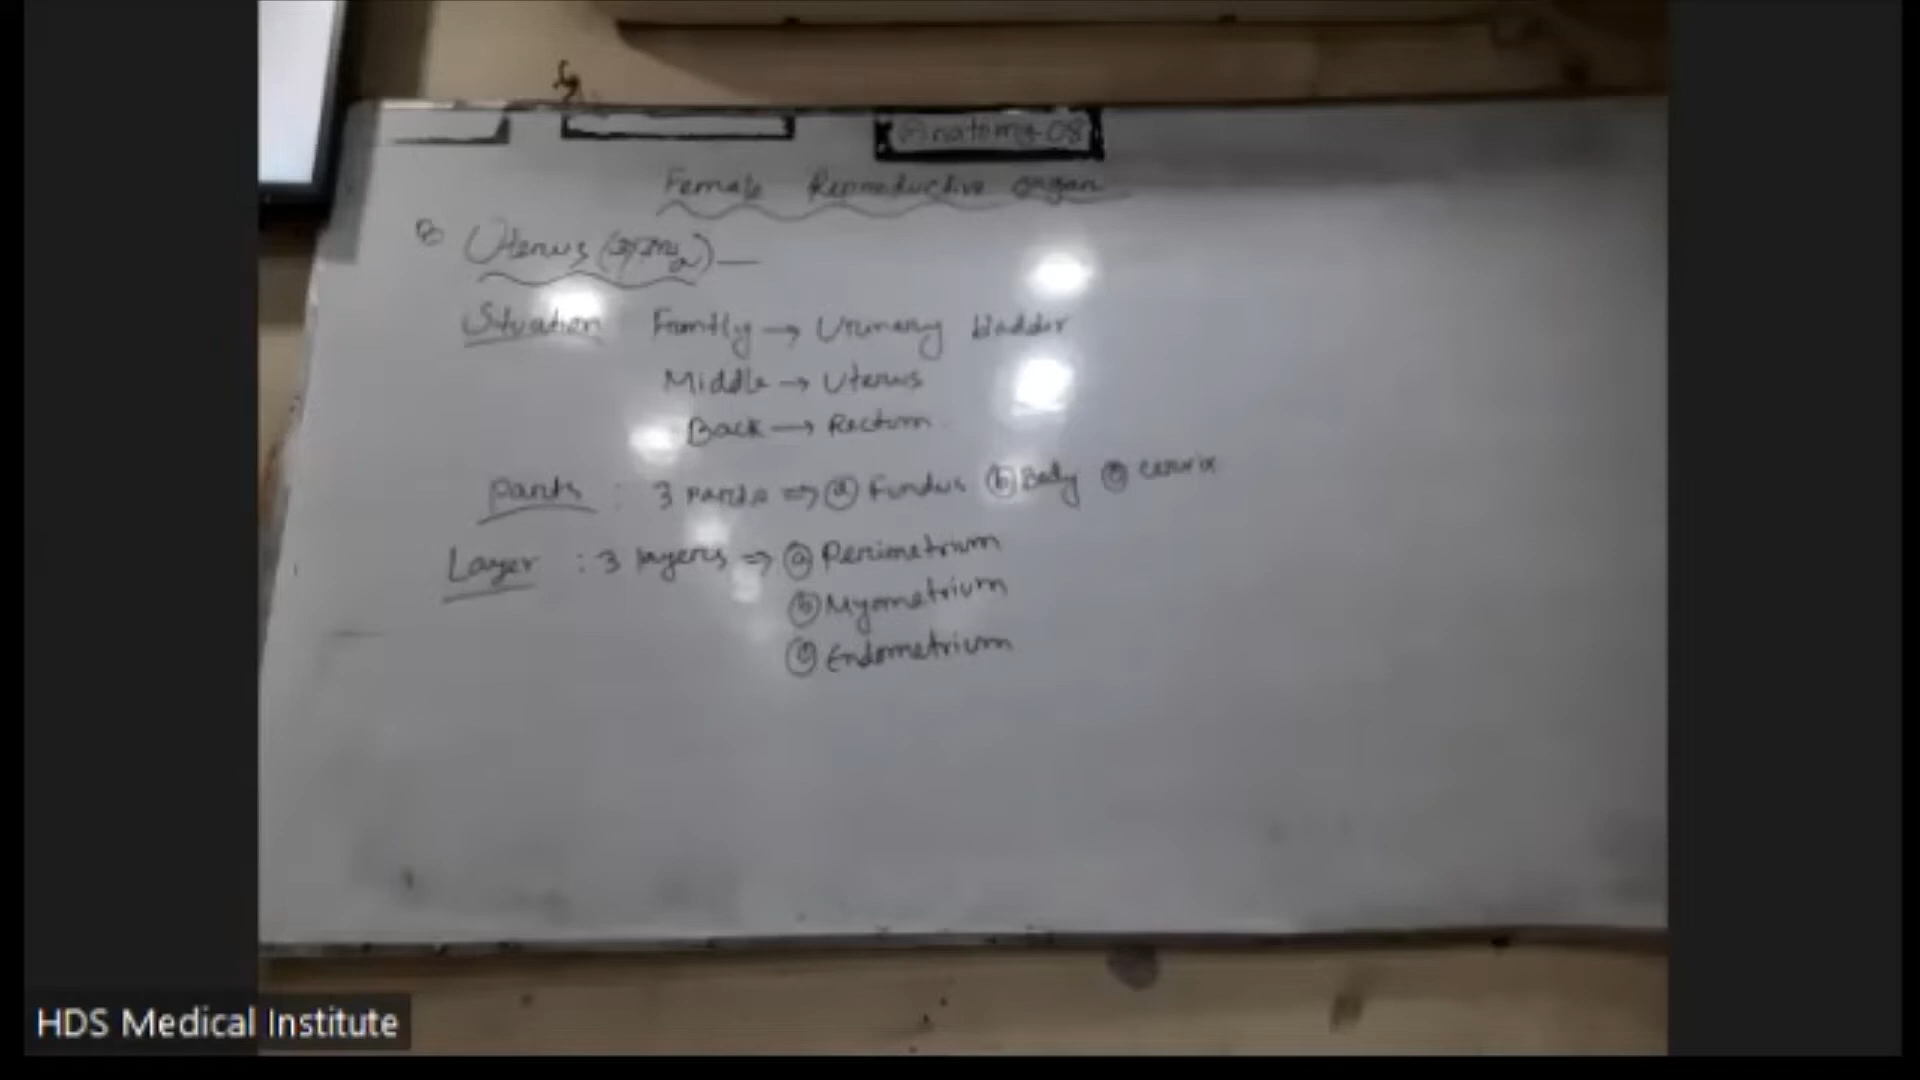 Anatomy-08
Female Reproductive organ
Uterus (জরায়ু) —
Situation Frontly → Urinary bladder
Middle → Uterus
Back → Rectum
Parts : 3 Parts ⇒ ⓐ Fundus ⓑ Body ⓒ Cervix
Layer : 3 layers ⇒ ⓐ Perimetrium
ⓑ Myometrium
ⓒ Endometrium
HDS Medical Institute